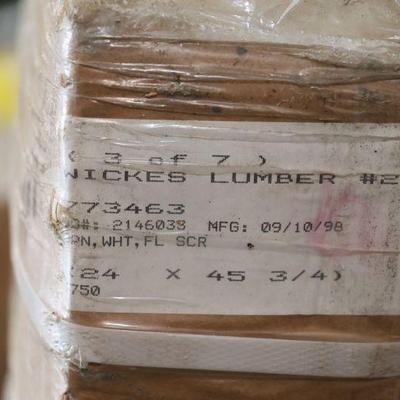 ( 3 of 7 )
WICKES LUMBER #2
773463
#: 2146038 MFG: 09/10/98
PN,WHT,FL SCR
(24 X 45 3/4)
750